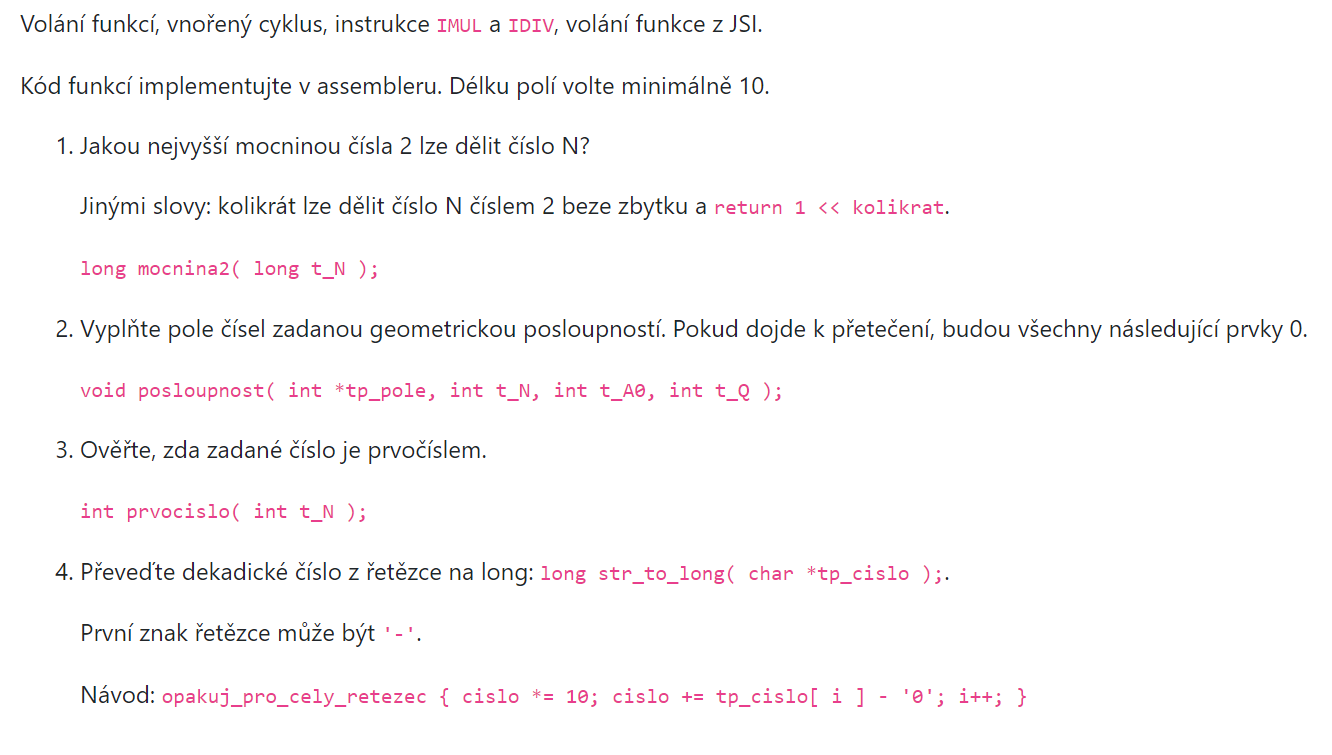 Volání funkcí, vnořený cyklus, instrukce IMUL a IDIV, volání funkce z JSI.
Kód funkcí implementujte v assembleru. Délku polí volte minimálně 10.
1. Jakou nejvyšší mocninou čísla 2 lze dělit číslo N?
Jinými slovy: kolikrát lze dělit číslo N číslem 2 beze zbytku a return 1 << kolikrat.
long mocnina2( long t_N );
2. Vyplňte pole čísel zadanou geometrickou posloupností. Pokud dojde k přetečení, budou všechny následující prvky 0.
void posloupnost( int *tp_pole, int t_N, int t_A0, int t_Q );
3. Ověřte, zda zadané číslo je prvočíslem.
int prvocislo( int t_N );
4. Převeďte dekadické číslo z řetězce na long: long str_to_long( char *tp_cislo );.
První znak řetězce může být '-'.
Návod: opakuj_pro_cely_retezec { cislo *= 10; cislo += tp_cislo[ i ] - '0'; i++; }